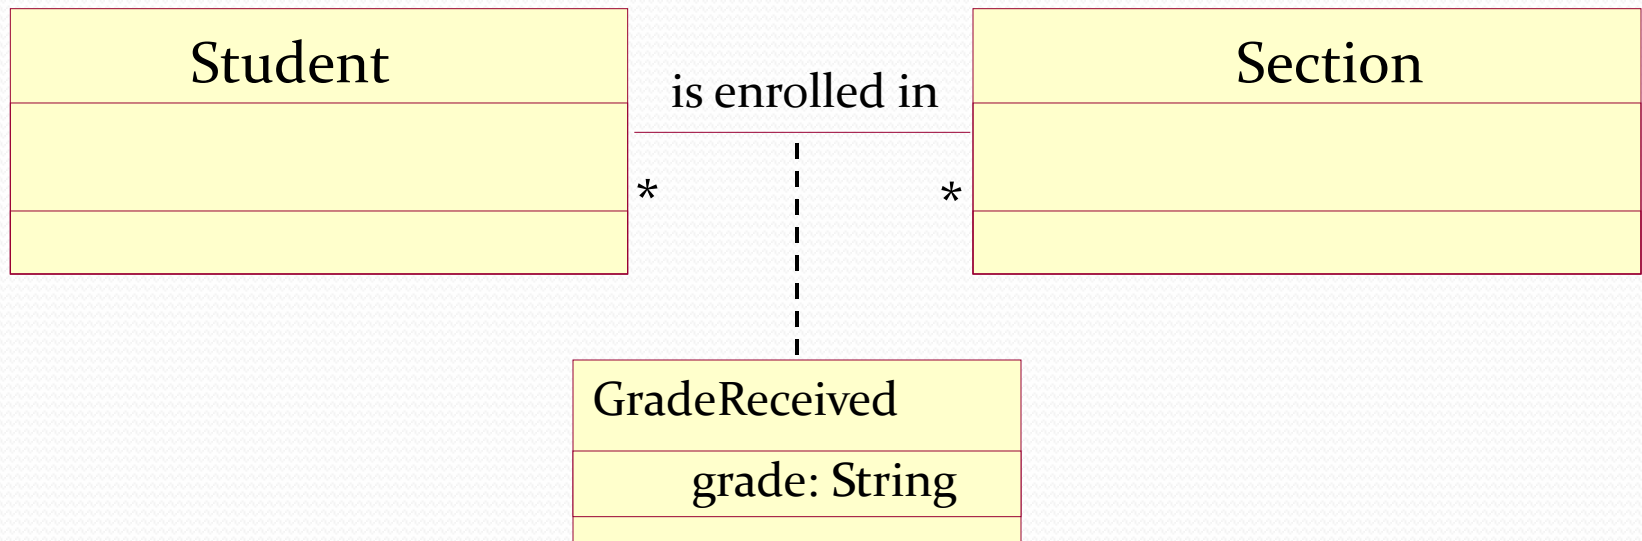 Student
is enrolled in
Section
*
*
GradeReceived
grade: String